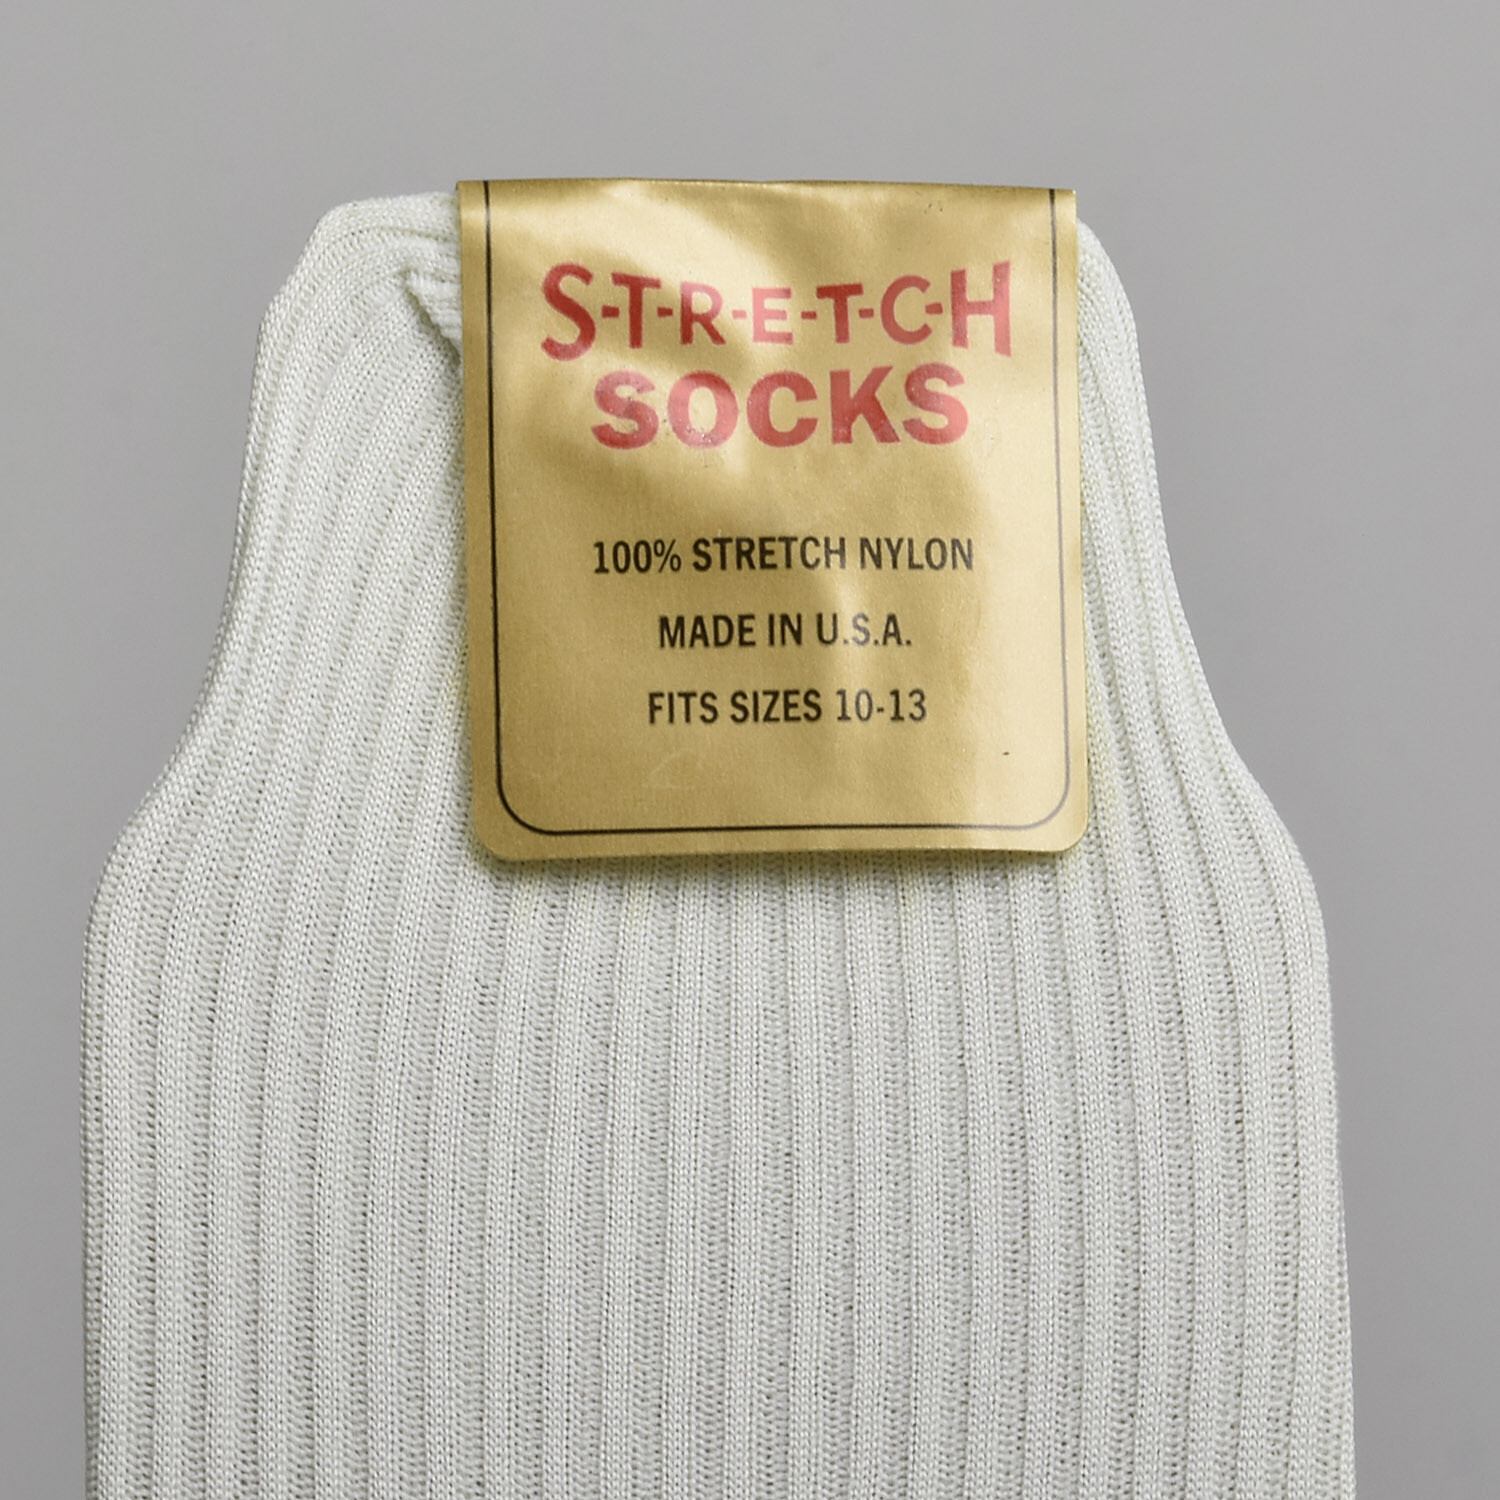 S-T-R-E-T-C-H
SOCKS
100% STRETCH NYLON
MADE IN U.S.A.
FITS SIZES 10-13